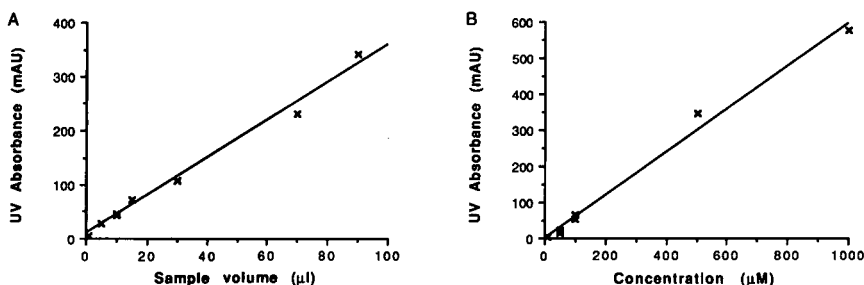 A
UV Absorbance (mAU)
400
300
200
100
0
0 20 40 60 80 100
Sample volume (µl)
B
UV Absorbance (mAU)
600
500
400
300
200
100
0
0 200 400 600 800 1000
Concentration (µM)